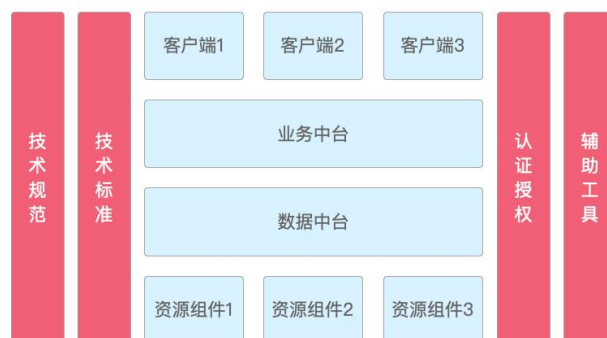 技术规范
技术标准
客户端1
客户端2
客户端3
业务中台
数据中台
资源组件1
资源组件2
资源组件3
认证授权
辅助工具